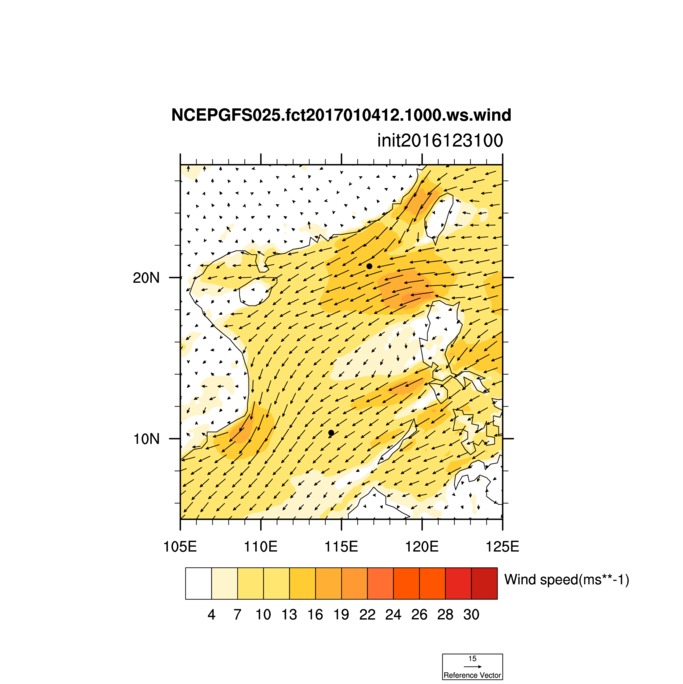 NCEPGFS025.fct2017010412.1000.ws.wind
init2016123100
20N
10N
105E 110E 115E 120E 125E
Wind speed(ms**-1)
4 7 10 13 16 19 22 24 26 28 30
15
Reference Vector